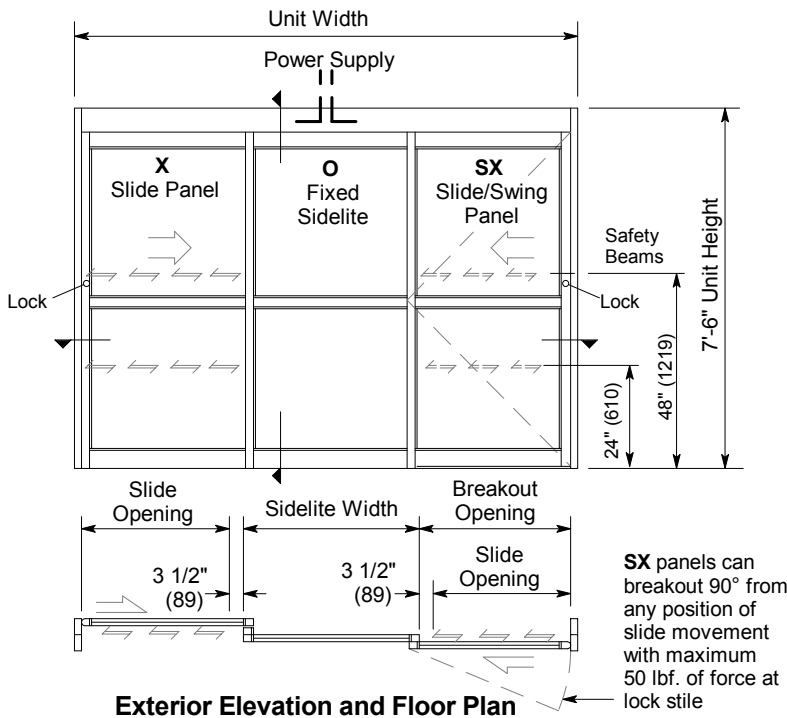 Unit Width
Power Supply
X
Slide Panel
O
Fixed
Sidelite
SX
Slide/Swing
Panel
Safety
Beams
Lock
Lock
7'-6" Unit Height
48" (1219)
24" (610)
Slide
Opening
Sidelite Width
Breakout
Opening
3 1/2"
(89)
3 1/2"
(89)
Slide
Opening
SX panels can
breakout 90° from
any position of
slide movement
with maximum
50 lbf. of force at
lock stile
Exterior Elevation and Floor Plan